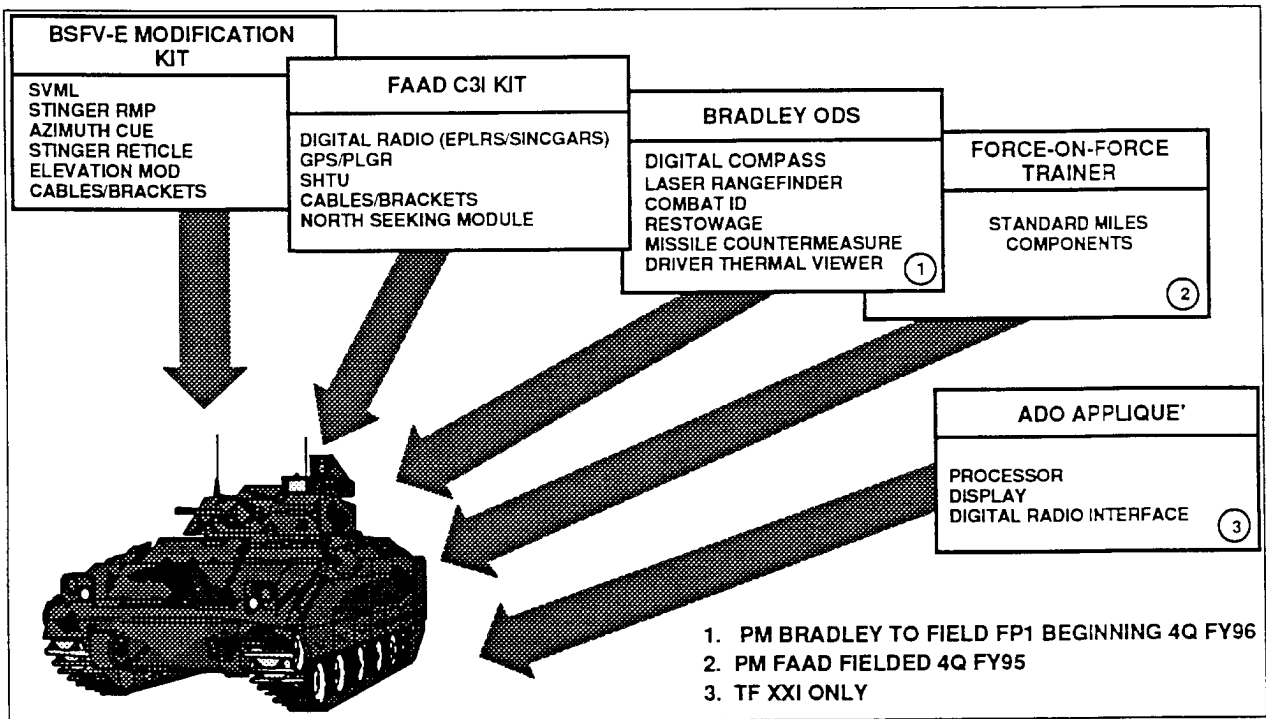 BSFV-E MODIFICATION
KIT
SVML
STINGER RMP
AZIMUTH CUE
STINGER RETICLE
ELEVATION MOD
CABLES/BRACKETS
FAAD C3I KIT
DIGITAL RADIO (EPLRS/SINCGARS)
GPS/PLGR
SHTU
CABLES/BRACKETS
NORTH SEEKING MODULE
BRADLEY ODS
DIGITAL COMPASS
LASER RANGEFINDER
COMBAT ID
RESTOWAGE
MISSILE COUNTERMEASURE
DRIVER THERMAL VIEWER
1
FORCE-ON-FORCE
TRAINER
STANDARD MILES
COMPONENTS
2
ADO APPLIQUE'
PROCESSOR
DISPLAY
DIGITAL RADIO INTERFACE
3
1. PM BRADLEY TO FIELD FP1 BEGINNING 4Q FY96
2. PM FAAD FIELDED 4Q FY95
3. TF XXI ONLY